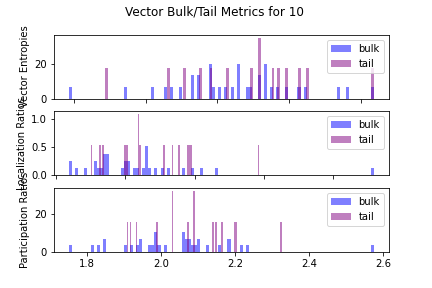 Vector Bulk/Tail Metrics for 10
Vector Entropies
20
0
bulk
tail
Localization Ratios
1.0
0.5
0.0
bulk
tail
Participation Ratios
20
0
bulk
tail
1.8 2.0 2.2 2.4 2.6